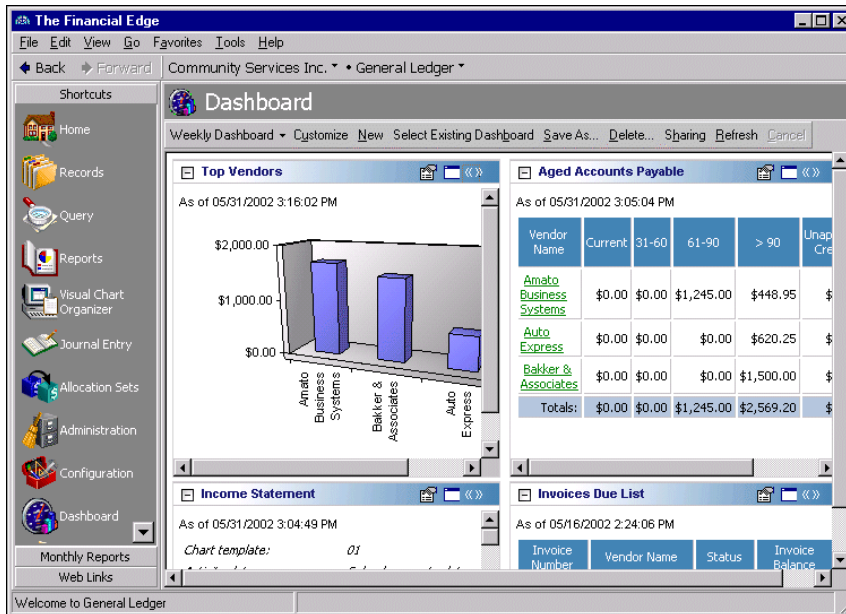 The Financial Edge
File Edit View Go Favorites Tools Help
Back Forward Community Services Inc. • General Ledger
Shortcuts
Home
Records
Query
Reports
Visual Chart Organizer
Journal Entry
Allocation Sets
Administration
Configuration
Dashboard
Monthly Reports
Web Links
Dashboard
Weekly Dashboard Customize New Select Existing Dashboard Save As... Delete... Sharing Refresh Cancel
Top Vendors
As of 05/31/2002 3:16:02 PM
$2,000.00
$1,000.00
$0.00
Amato Business Systems
Bakker & Associates
Auto Express
Aged Accounts Payable
As of 05/31/2002 3:05:04 PM
Vendor Name Current 31-60 61-90 > 90 Unap Cre
Amato Business Systems $0.00 $0.00 $1,245.00 $448.95 $
Auto Express $0.00 $0.00 $0.00 $620.25 $
Bakker & Associates $0.00 $0.00 $0.00 $1,500.00 $
Totals: $0.00 $0.00 $1,245.00 $2,569.20 $
Income Statement
As of 05/31/2002 3:04:49 PM
Chart template: 01
Invoices Due List
As of 05/16/2002 2:24:06 PM
Invoice Number Vendor Name Status Invoice Balance
Welcome to General Ledger